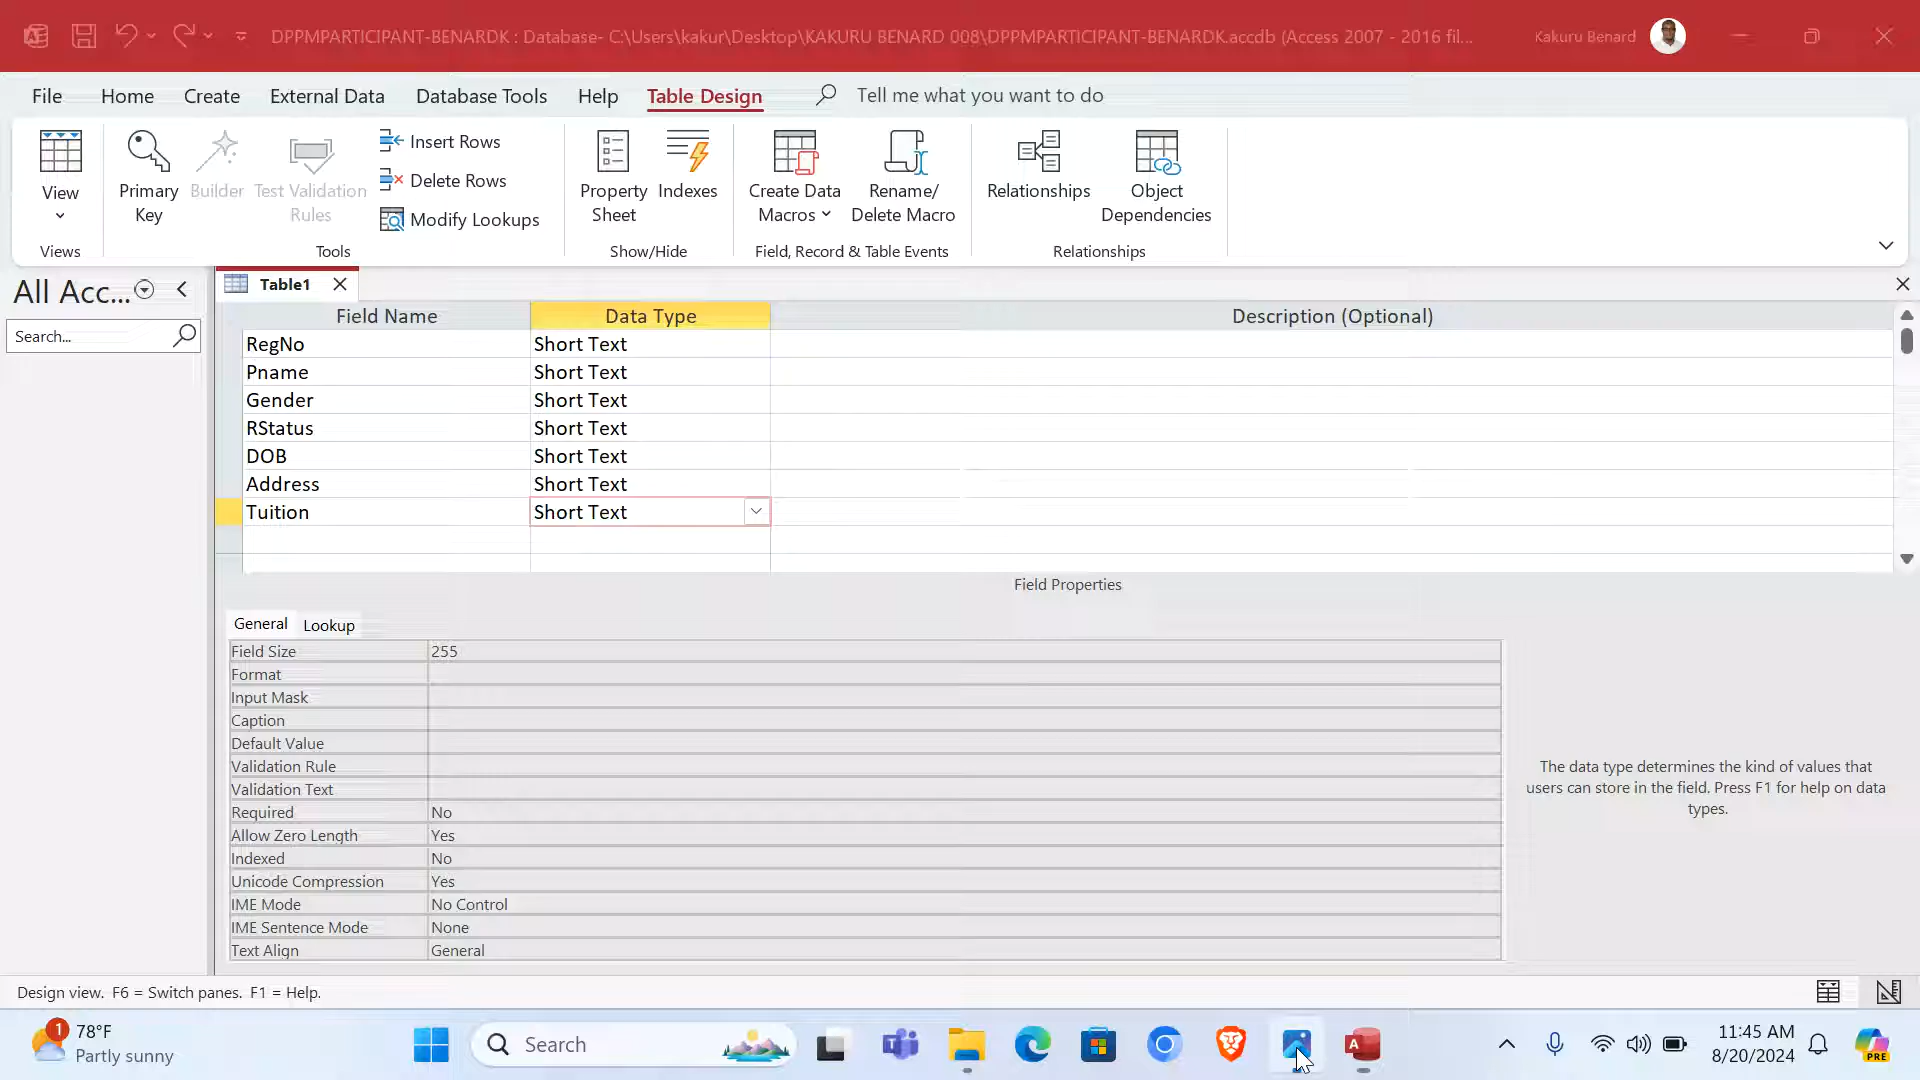 DPPMPARTICIPANT-BENARDK : Database- C:\Users\kakur\Desktop\KAKURU BENARD 008\DPPMPARTICIPANT-BENARDK.accdb (Access 2007 - 2016 fil...
Kakuru Benard
File Home Create External Data Database Tools Help Table Design Tell me what you want to do
View
Primary Key
Builder
Test Validation Rules
Insert Rows
Delete Rows
Modify Lookups
Property Sheet
Indexes
Create Data Macros
Rename/ Delete Macro
Relationships
Object Dependencies
Views Tools Show/Hide Field, Record & Table Events Relationships
All Acc...
Search...
Table1
Field Name Data Type Description (Optional)
RegNo Short Text
Pname Short Text
Gender Short Text
RStatus Short Text
DOB Short Text
Address Short Text
Tuition Short Text
Field Properties
General Lookup
Field Size 255
Format
Input Mask
Caption
Default Value
Validation Rule
Validation Text
Required No
Allow Zero Length Yes
Indexed No
Unicode Compression Yes
IME Mode No Control
IME Sentence Mode None
Text Align General
The data type determines the kind of values that
users can store in the field. Press F1 for help on data
types.
Design view. F6 = Switch panes. F1 = Help.
1
78°F
Partly sunny
Search
11:45 AM
8/20/2024
PRE